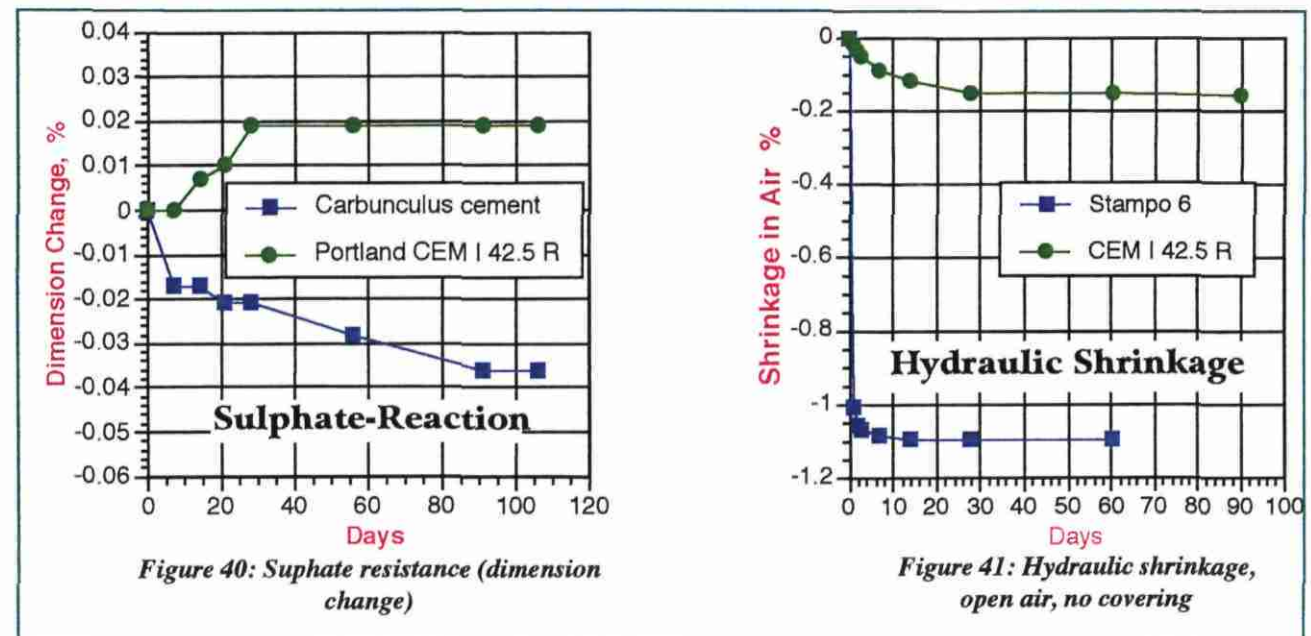 0.04
0.03
0.02
0.01
0
-0.01
-0.02
-0.03
-0.04
-0.05
-0.06
Dimension Change, %
Carbunculus cement
Portland CEM I 42.5 R
Sulphate-Reaction
0 20 40 60 80 100 120
Days
Figure 40: Suphate resistance (dimension
change)
0
-0.2
-0.4
-0.6
-0.8
-1
-1.2
Shrinkage in Air %
Stampo 6
CEM I 42.5 R
Hydraulic Shrinkage
0 10 20 30 40 50 60 70 80 90 100
Days
Figure 41: Hydraulic shrinkage,
open air, no covering